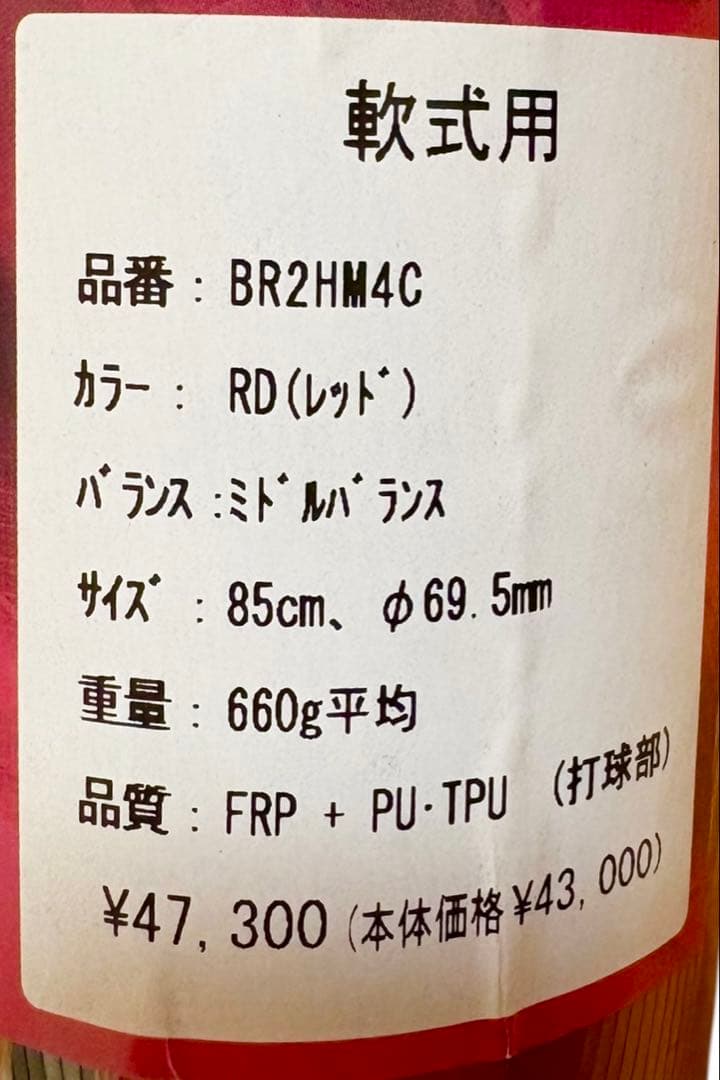 軟式用
品番：BR2HM4C
ｶﾗｰ： RD(ﾚｯﾄﾞ)
ﾊﾞﾗﾝｽ:ﾐﾄﾞﾙﾊﾞﾗﾝｽ
ｻｲｽﾞ：85cm、φ69.5mm
重量：660g平均
品質：FRP + PU･TPU (打球部)
¥47,300(本体価格¥43,000)